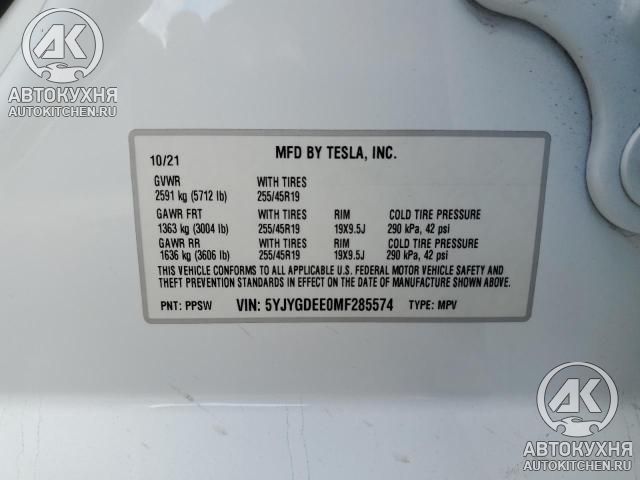 AK
АВТОКУХНЯ
AUTOKITCHEN.RU
10/21 MFD BY TESLA, INC.
GVWR WITH TIRES
2591 kg (5712 lb) 255/45R19
GAWR FRT WITH TIRES RIM COLD TIRE PRESSURE
1363 kg (3004 lb) 255/45R19 19X9.5J 290 kPa, 42 psi
GAWR RR WITH TIRES RIM COLD TIRE PRESSURE
1636 kg (3606 lb) 255/45R19 19X9.5J 290 kPa, 42 psi
THIS VEHICLE CONFORMS TO ALL APPLICABLE U.S. FEDERAL MOTOR VEHICLE SAFETY AND
THEFT PREVENTION STANDARDS IN EFFECT ON THE DATE OF MANUFACTURE SHOWN ABOVE.
PNT: PPSW VIN: 5YJYGDEE0MF285574 TYPE: MPV
AK
АВТОКУХНЯ
AUTOKITCHEN.RU